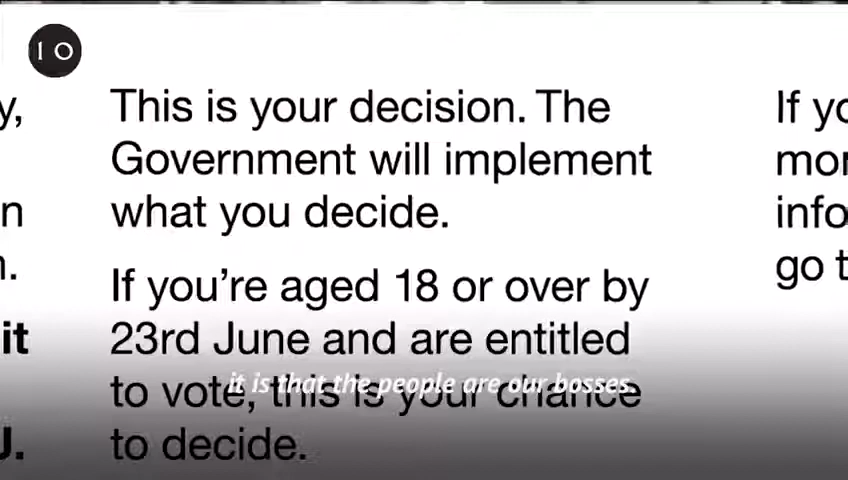 10
This is your decision. The
Government will implement
what you decide.
If you’re aged 18 or over by
23rd June and are entitled
to vote, this is your chance
to decide.
y,
n
n.
it
J.
If yo
mor
info
go t
it is that the people are our bosses.